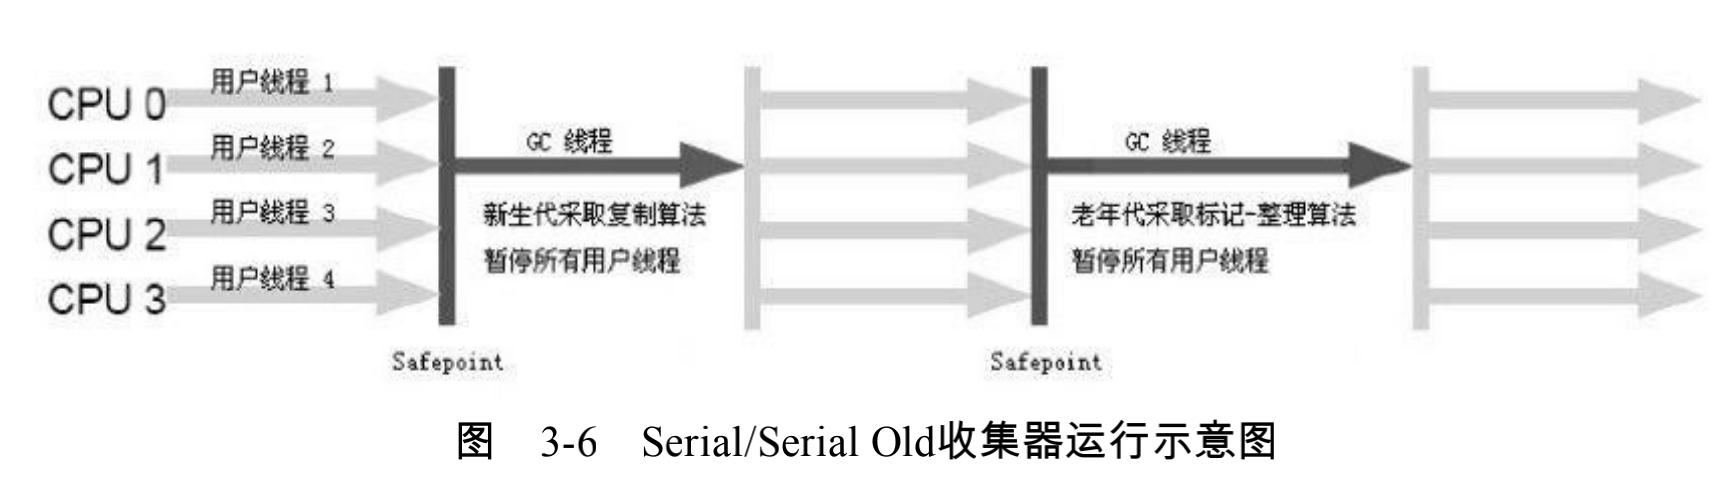 CPU 0
用户线程 1
CPU 1
用户线程 2
CPU 2
用户线程 3
CPU 3
用户线程 4
GC 线程
新生代采取复制算法
暂停所有用户线程
Safepoint
GC 线程
老年代采取标记-整理算法
暂停所有用户线程
Safepoint
图 3-6 Serial/Serial Old收集器运行示意图